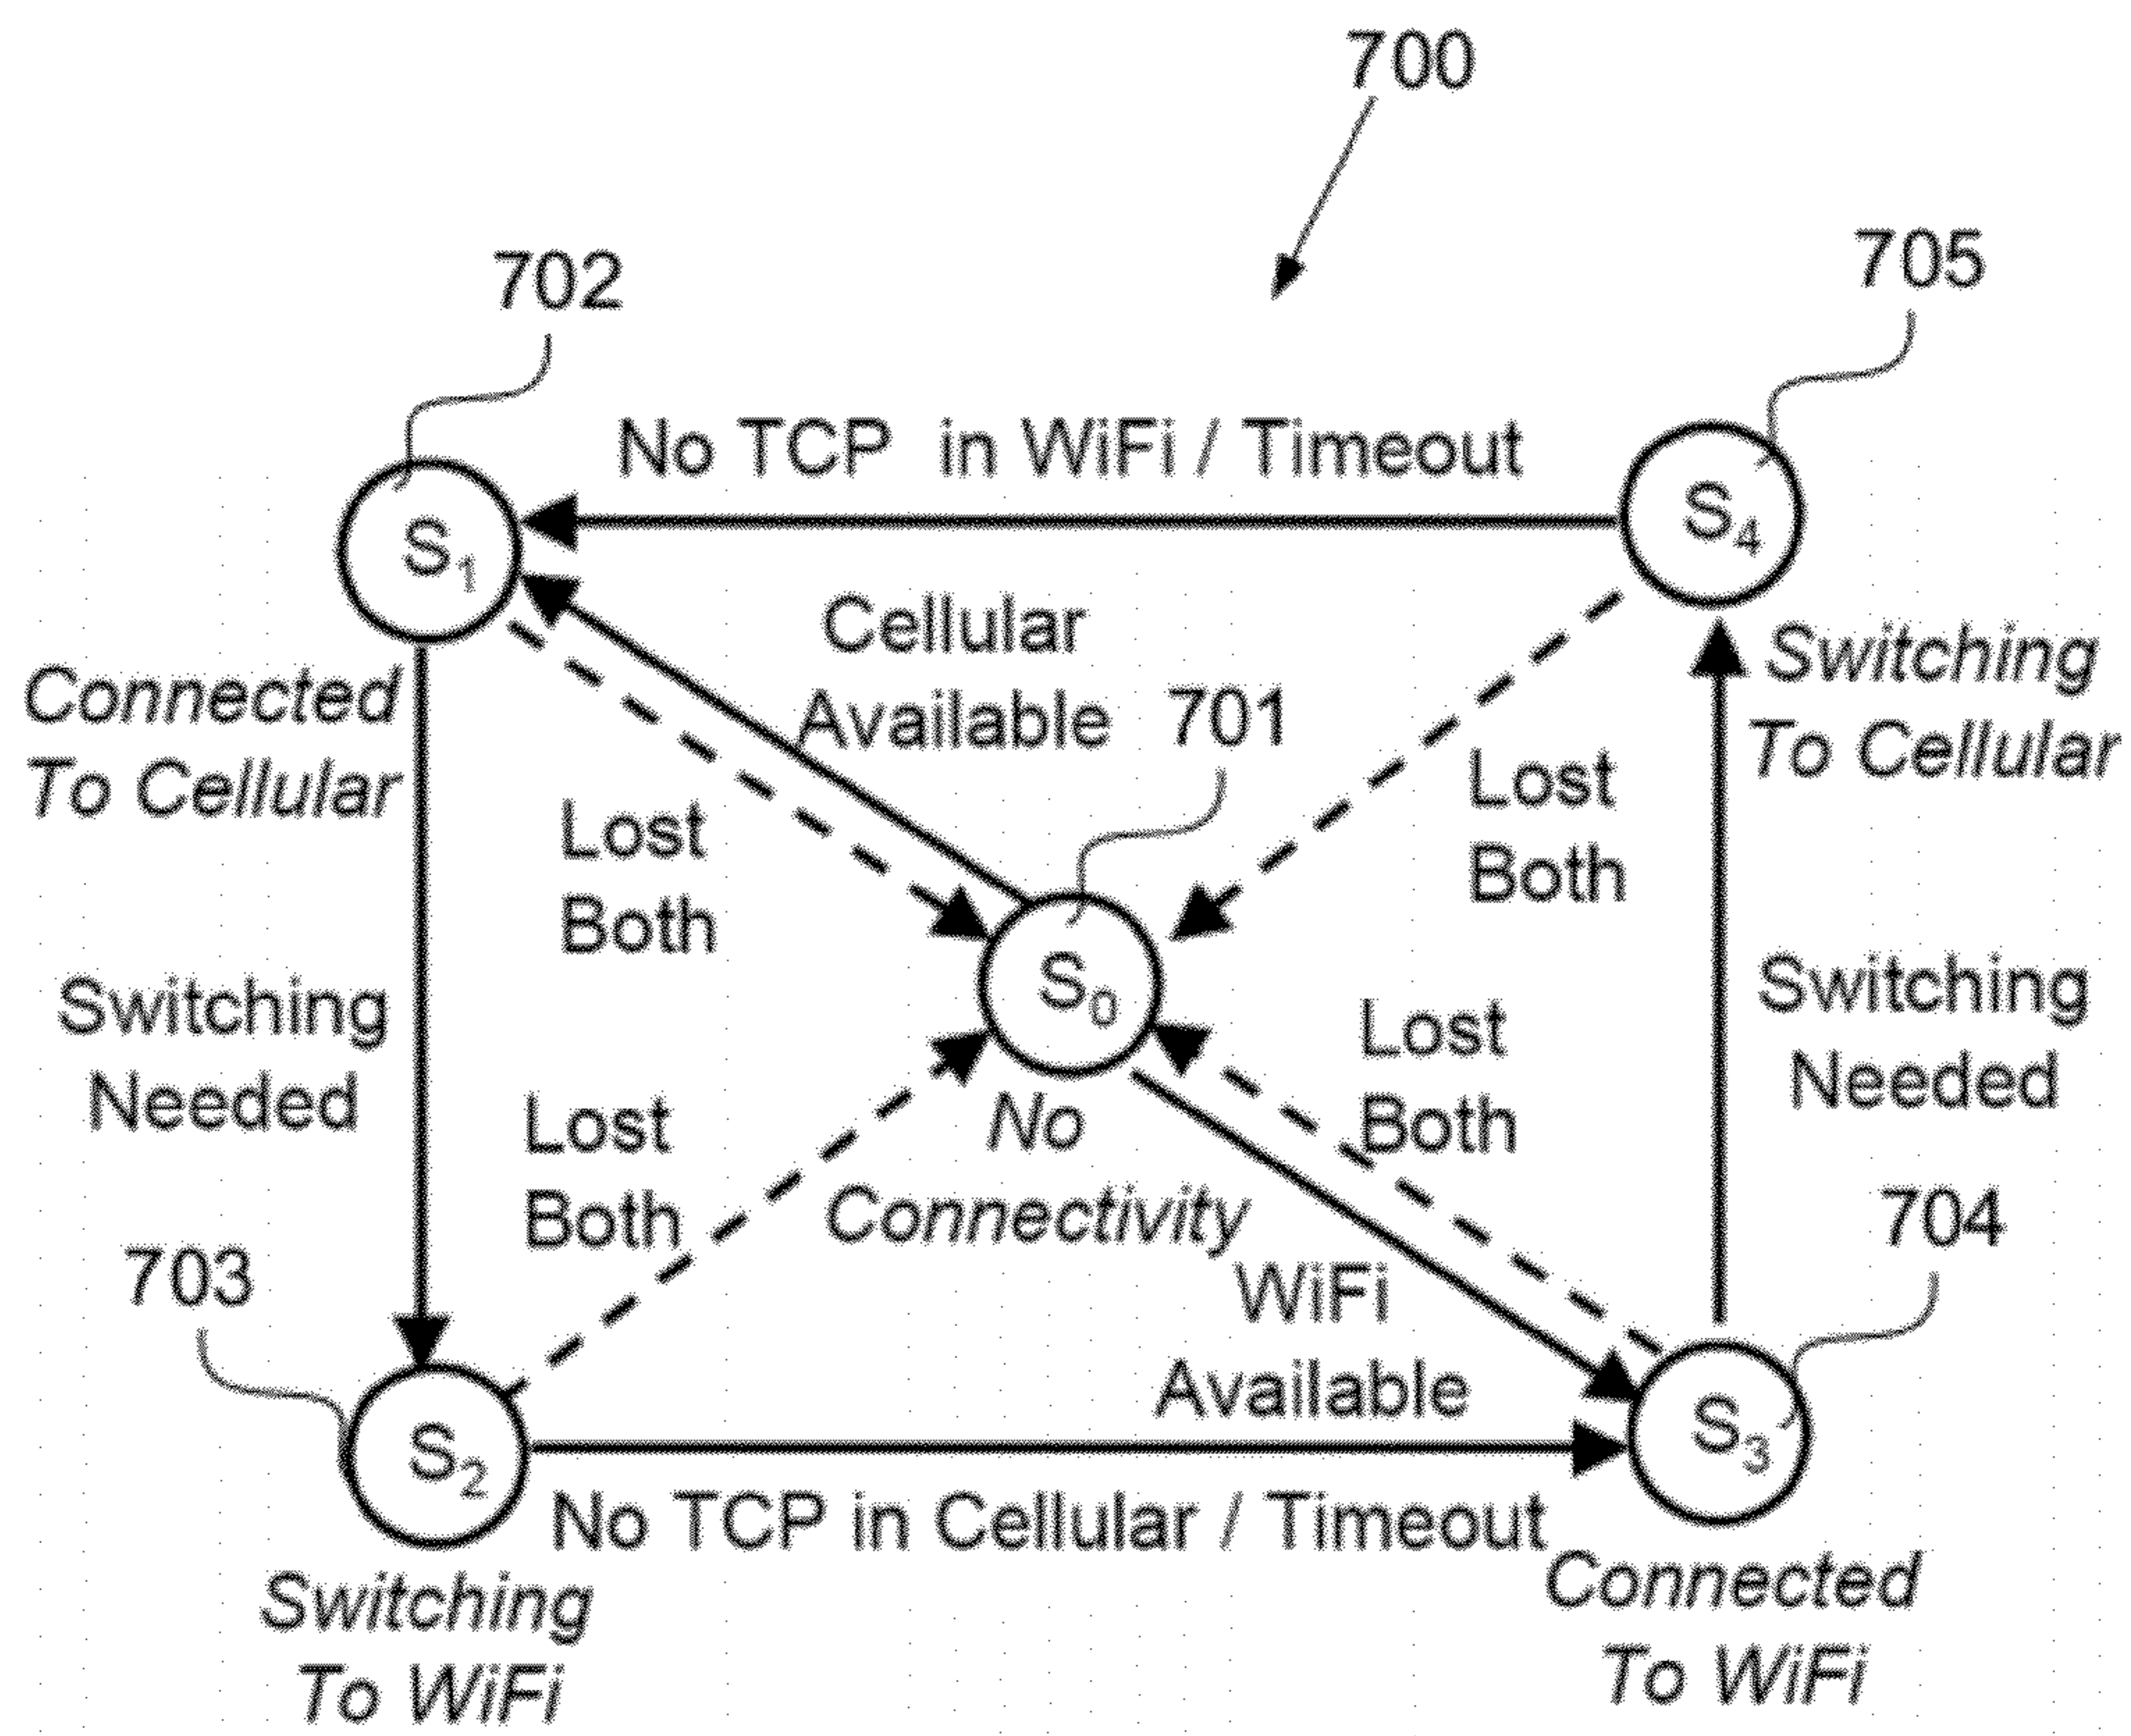 700
702
705
No TCP in WiFi / Timeout
S1
S4
Cellular
Available
701
Connected
To Cellular
Switching
To Cellular
Lost
Both
Lost
Both
S0
Switching
Needed
Lost
Both
Switching
Needed
Lost
Both
No
Connectivity
703
704
WiFi
Available
S2
S3
No TCP in Cellular / Timeout
Switching
To WiFi
Connected
To WiFi